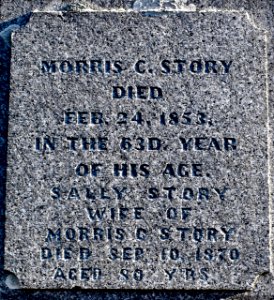 MORRIS C. STORY
DIED
FEB. 24, 1853.
IN THE 63D. YEAR
OF HIS AGE.
SALLY STORY
WIFE OF
MORRIS C STORY
DIED SEP. 10, 1870
AGED 80 YRS.